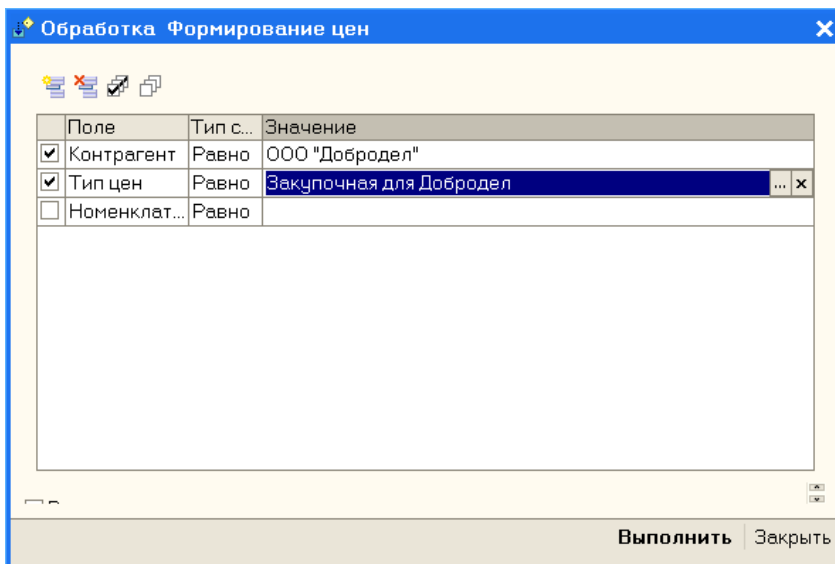 Обработка Формирование цен
Поле Тип с... Значение
Контрагент Равно ООО "Добродел"
Тип цен Равно Закупочная для Добродел ... x
Номенклат... Равно
Выполнить Закрыть